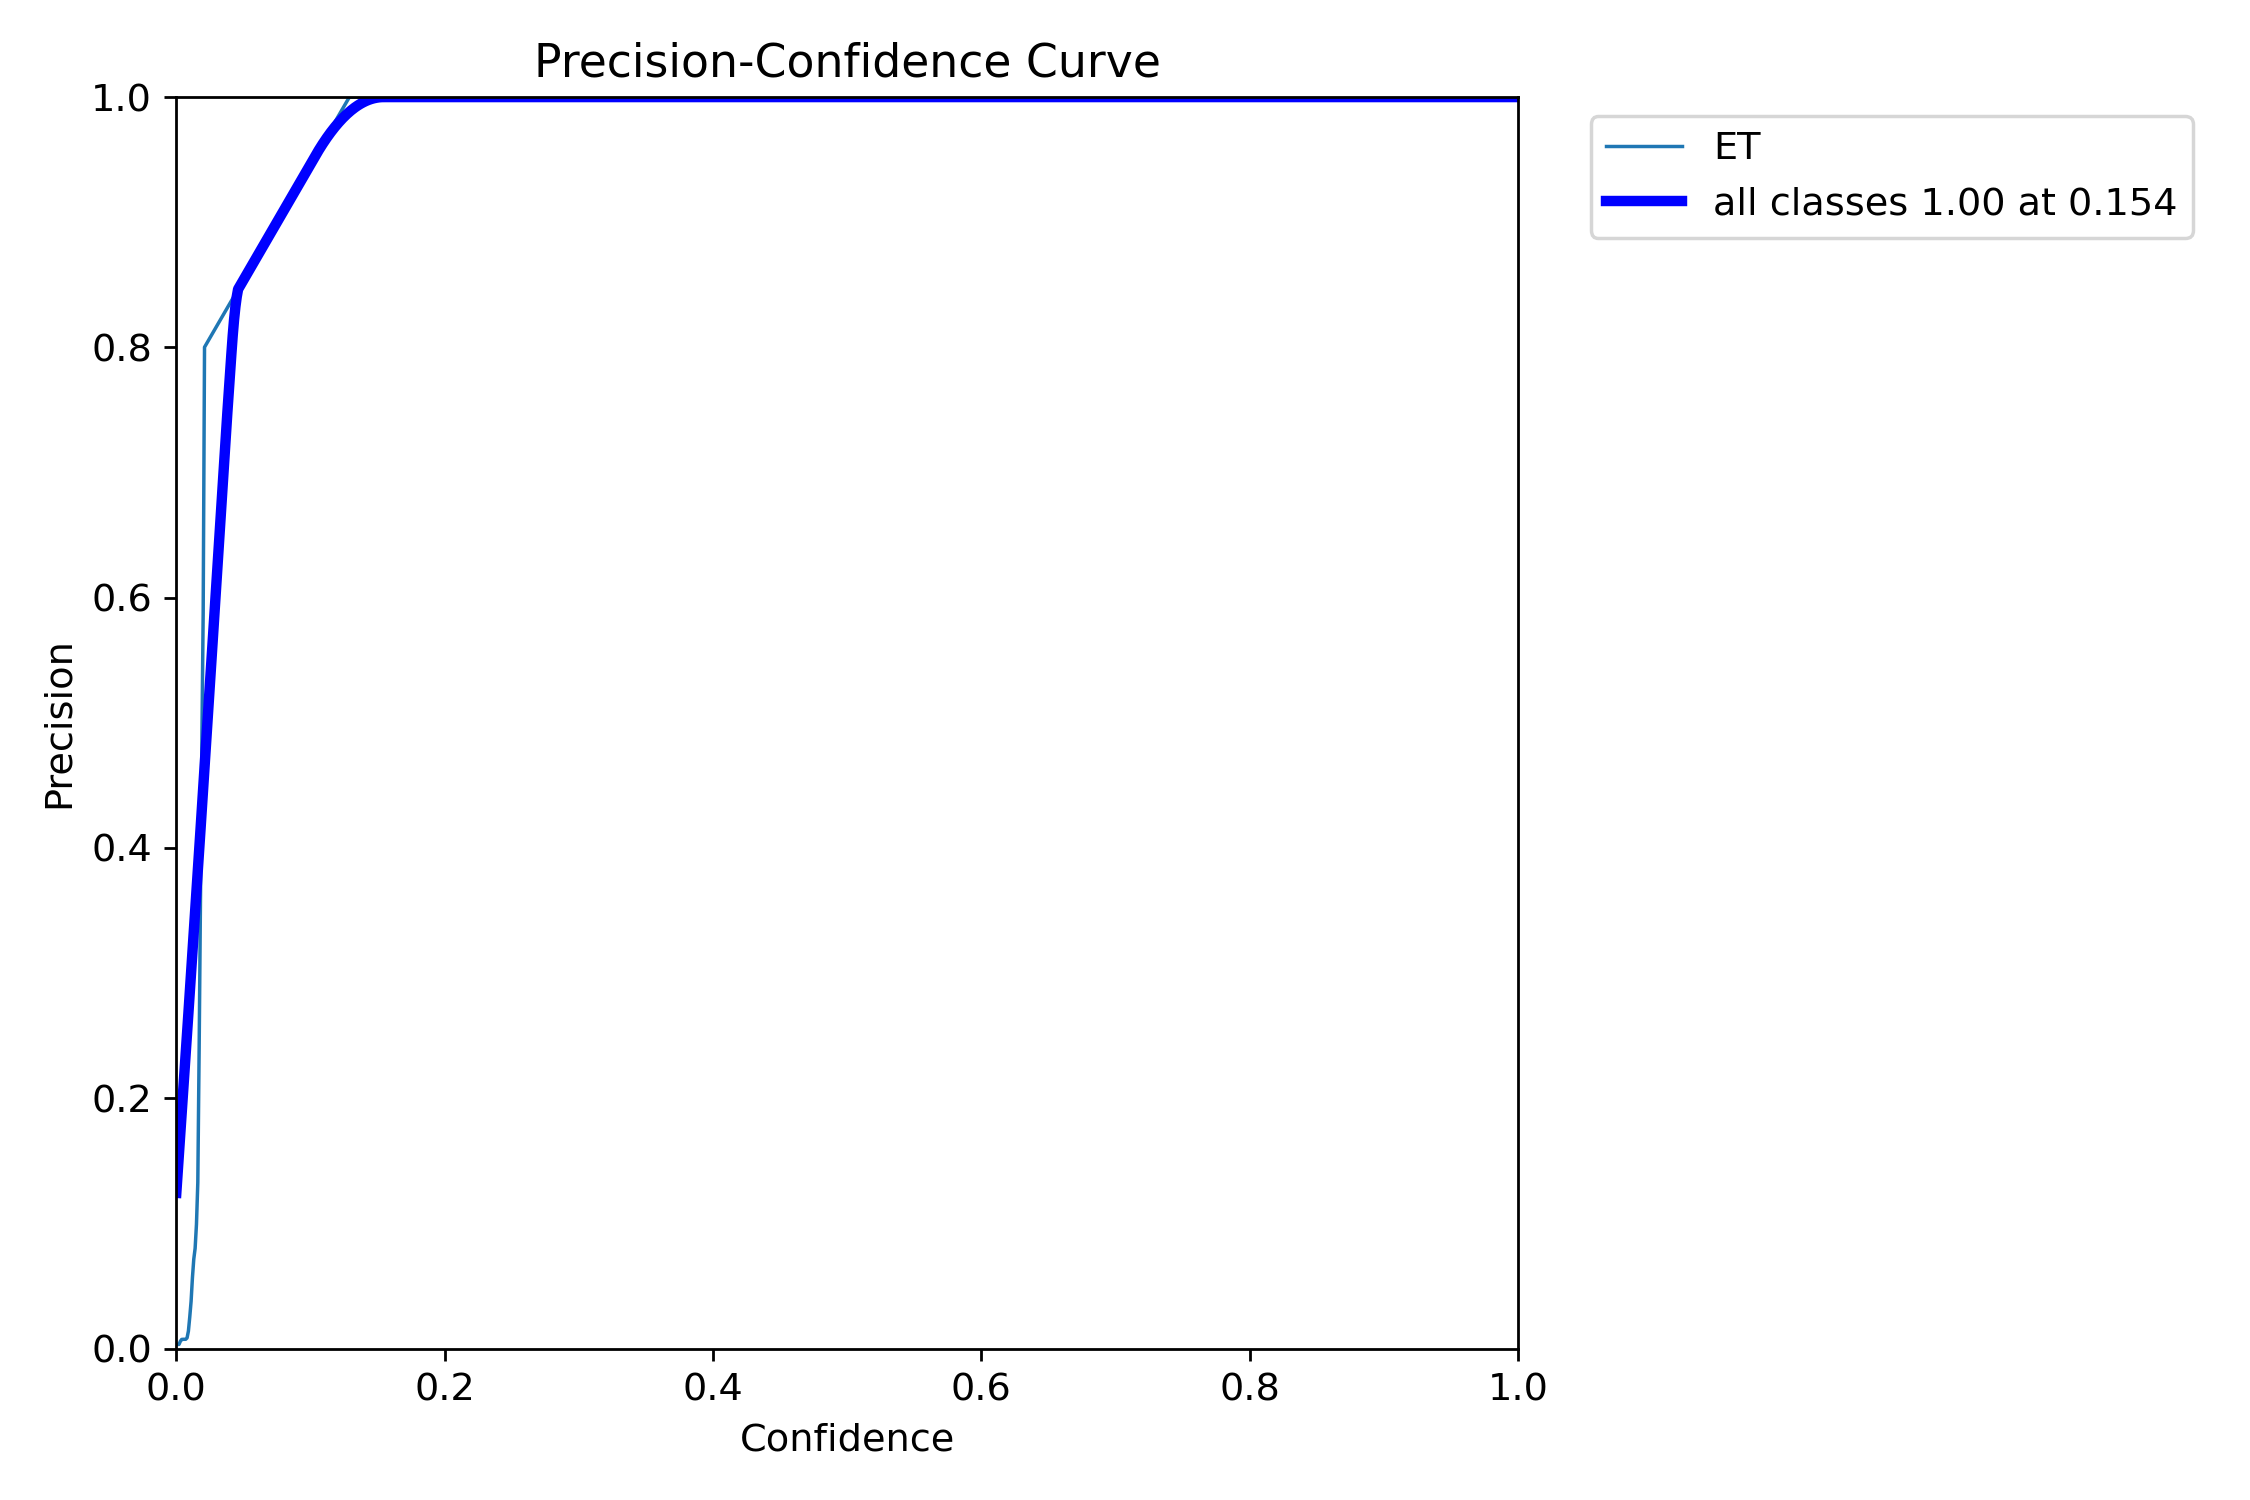 Precision-Confidence Curve
ET
all classes 1.00 at 0.154
1.0
0.8
0.6
0.4
0.2
0.0
Precision
0.0 0.2 0.4 0.6 0.8 1.0
Confidence